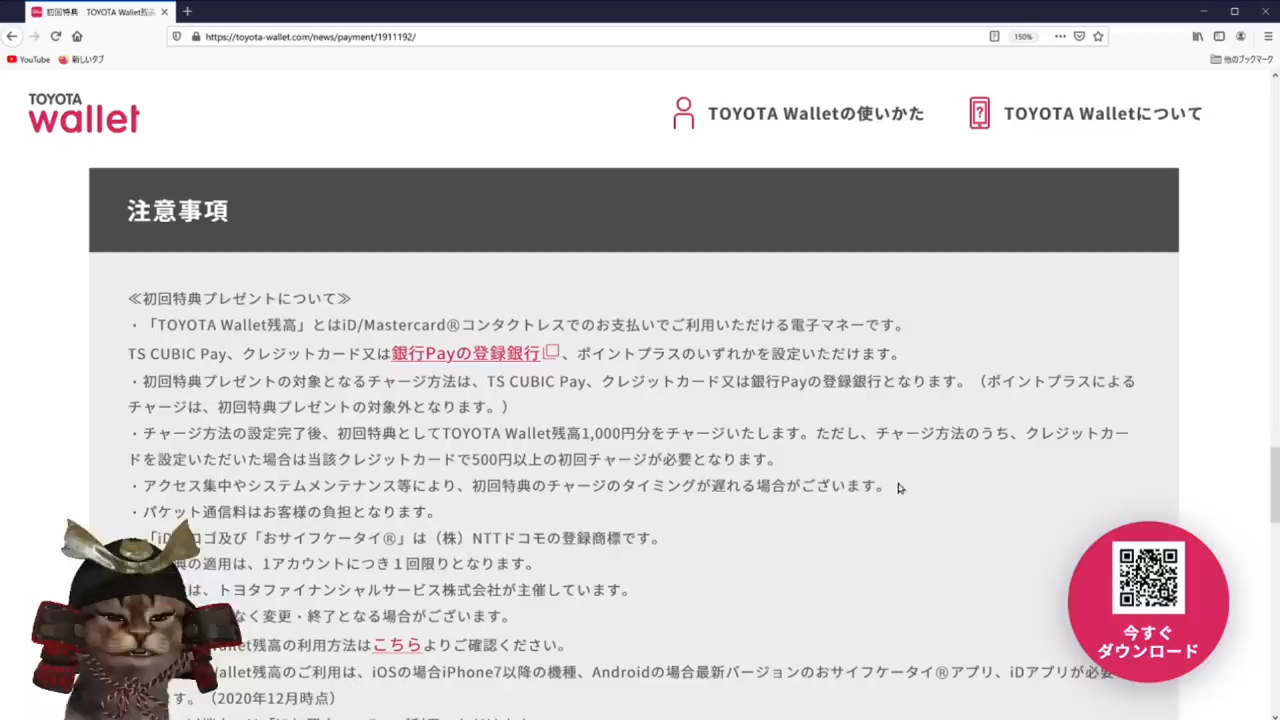 初回特典 TOYOTA Wallet残高
https://toyota-wallet.com/news/payment/1911192/
150%
YouTube
新しいタブ
他のブックマーク
TOYOTA
wallet
TOYOTA Walletの使いかた
TOYOTA Walletについて
注意事項
≪初回特典プレゼントについて≫
・「TOYOTA Wallet残高」とはiD/Mastercard®コンタクトレスでのお支払いでご利用いただける電子マネーです。
TS CUBIC Pay、クレジットカード又は銀行Payの登録銀行、ポイントプラスのいずれかを設定いただけます。
・初回特典プレゼントの対象となるチャージ方法は、TS CUBIC Pay、クレジットカード又は銀行Payの登録銀行となります。（ポイントプラスによる
チャージは、初回特典プレゼントの対象外となります。）
・チャージ方法の設定完了後、初回特典としてTOYOTA Wallet残高1,000円分をチャージいたします。ただし、チャージ方法のうち、クレジットカー
ドを設定いただいた場合は当該クレジットカードで500円以上の初回チャージが必要となります。
・アクセス集中やシステムメンテナンス等により、初回特典のチャージのタイミングが遅れる場合がございます。
・パケット通信料はお客様の負担となります。
「iD」ロゴ及び「おサイフケータイ®」は（株）NTTドコモの登録商標です。
典の適用は、1アカウントにつき１回限りとなります。
は、トヨタファイナンシャルサービス株式会社が主催しています。
なく変更・終了となる場合がございます。
allet残高の利用方法はこちらよりご確認ください。
allet残高のご利用は、iOSの場合iPhone7以降の機種、Androidの場合最新バージョンのおサイフケータイ®アプリ、iDアプリが必要
す。（2020年12月時点）
今すぐ
ダウンロード